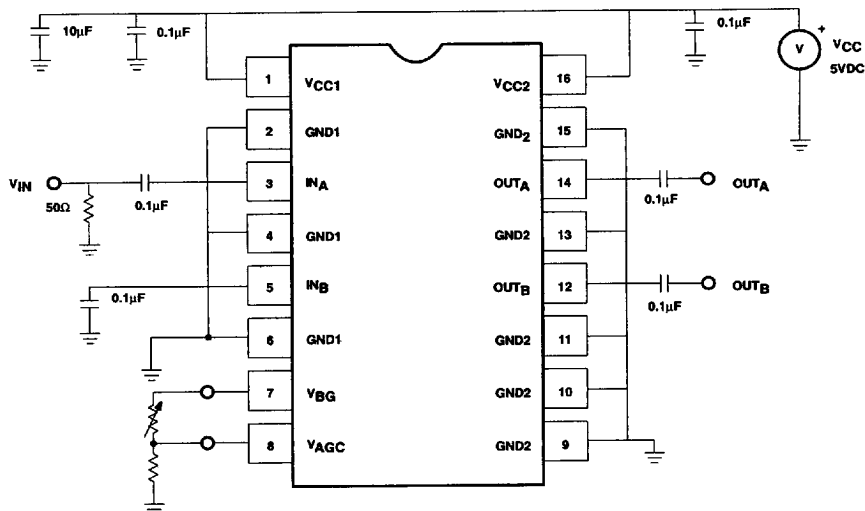 10μF
0.1μF
0.1μF
+
V
VCC
5VDC
1
VCC1
VCC2
16
2
GND1
GND2
15
VIN
50Ω
0.1μF
3
INA
OUTA
14
0.1μF
OUTA
4
GND1
GND2
13
0.1μF
5
INB
OUTB
12
0.1μF
OUTB
6
GND1
GND2
11
7
VBG
GND2
10
8
VAGC
GND2
9